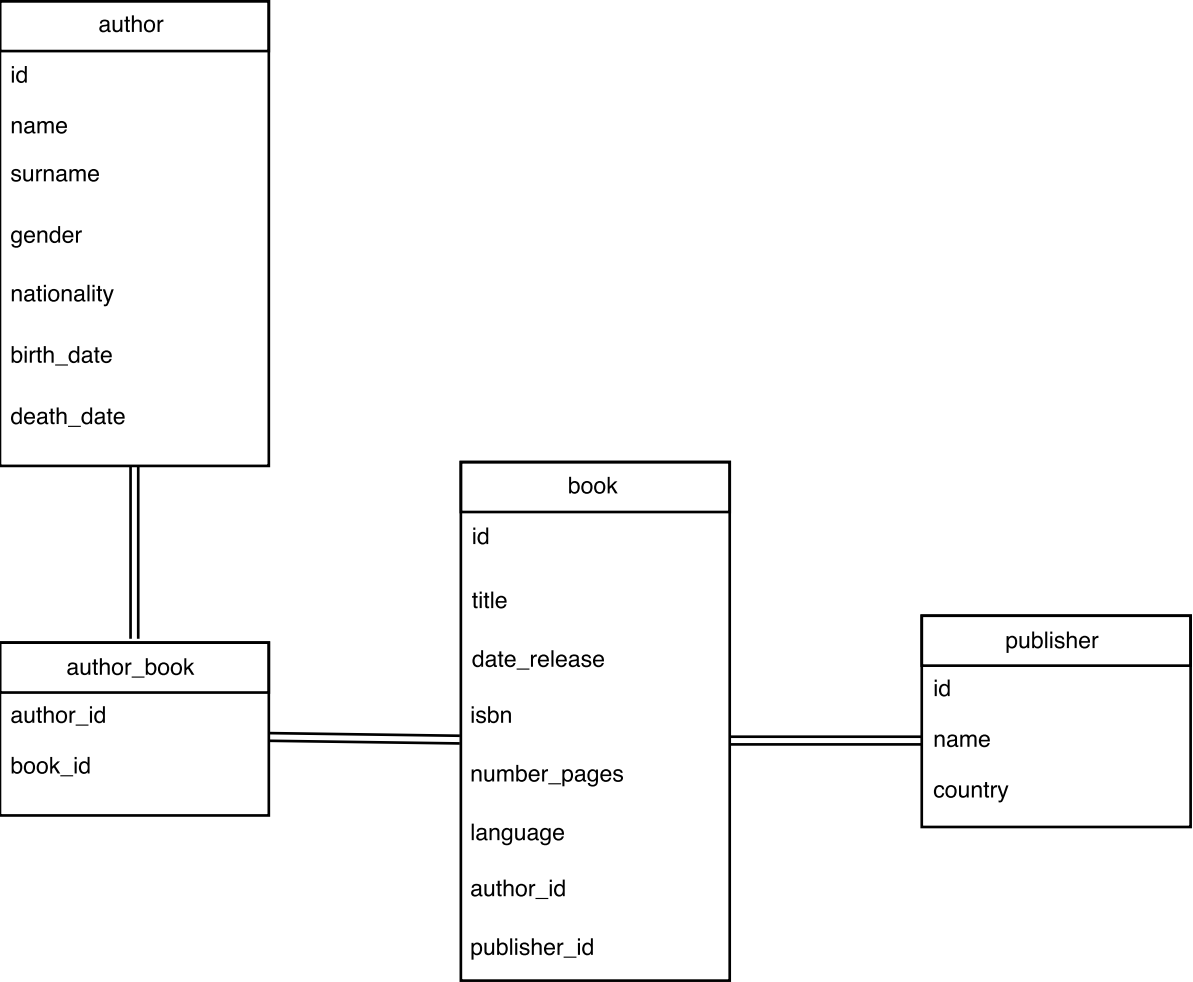 author
id
name
surname
gender
nationality
birth_date
death_date
author_book
author_id
book_id
book
id
title
date_release
isbn
number_pages
language
author_id
publisher_id
publisher
id
name
country